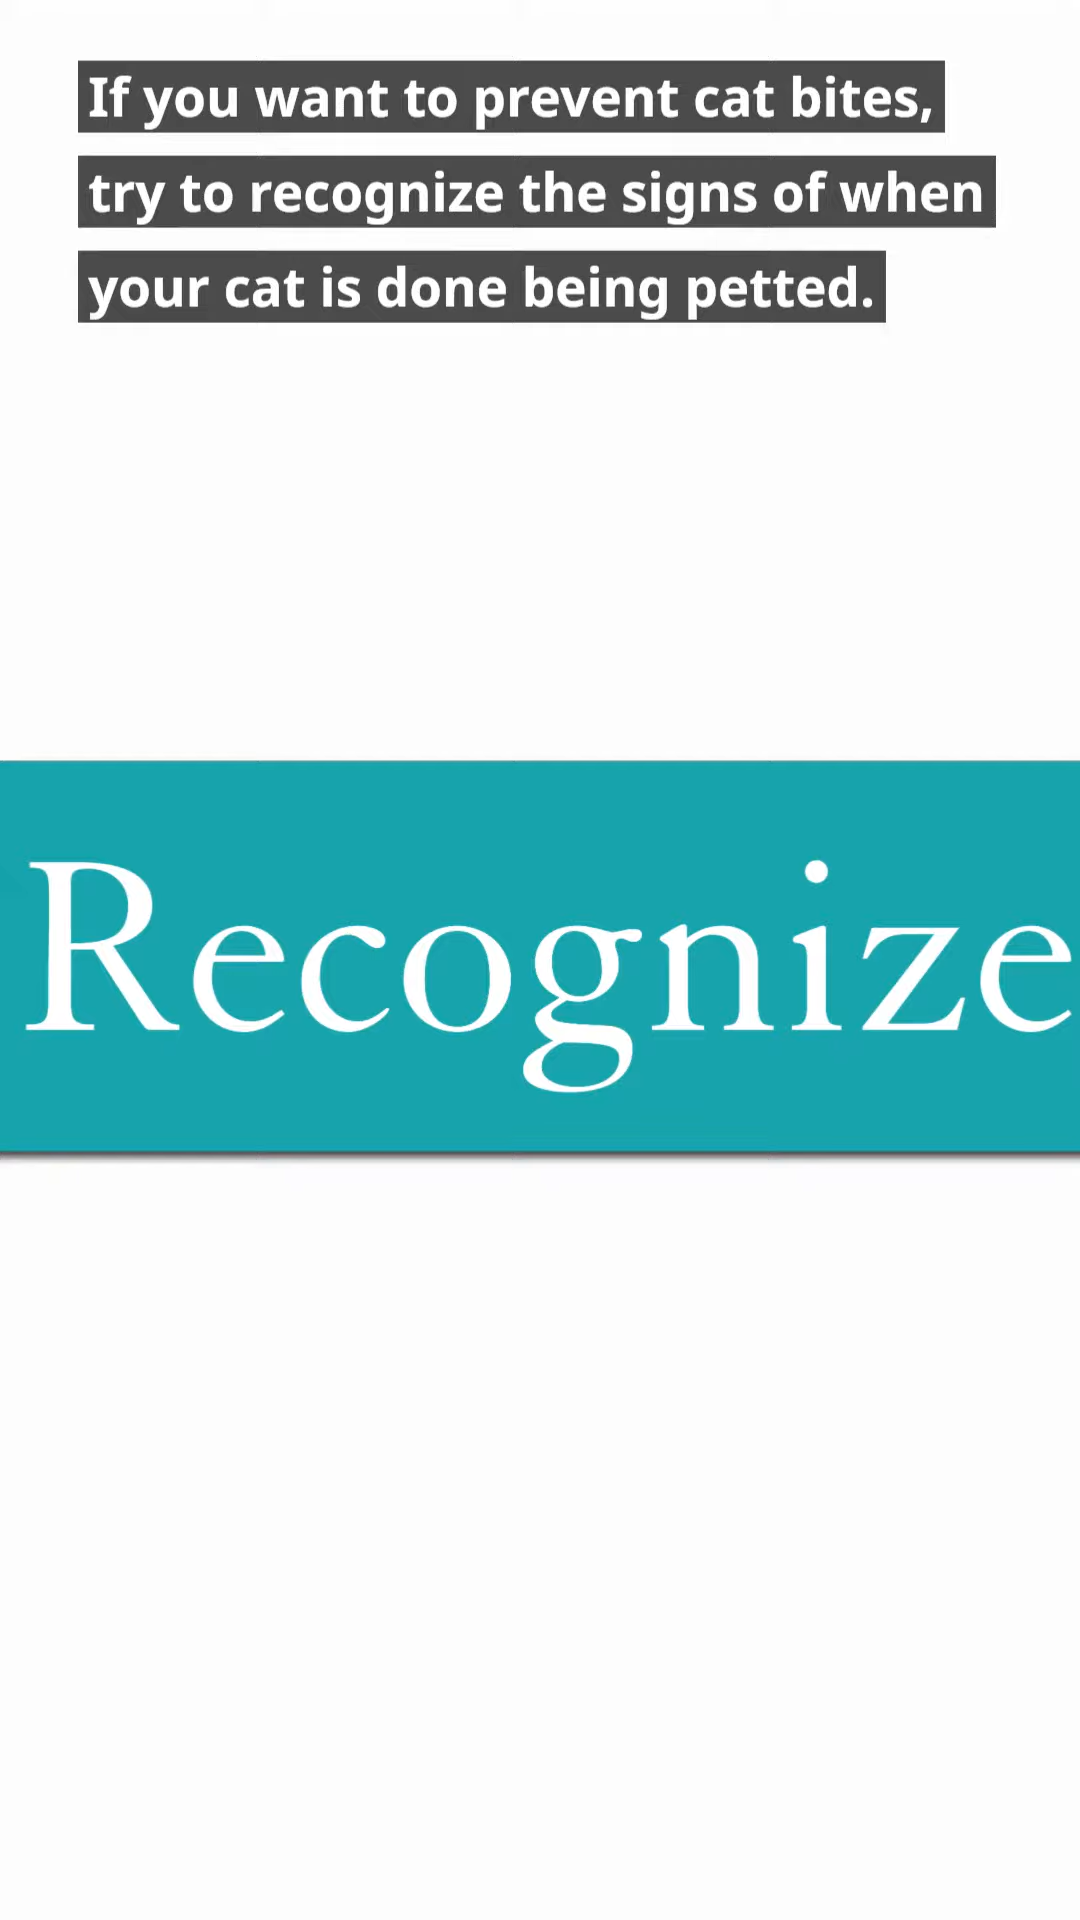 If you want to prevent cat bites,
try to recognize the signs of when
your cat is done being petted.
Recognize